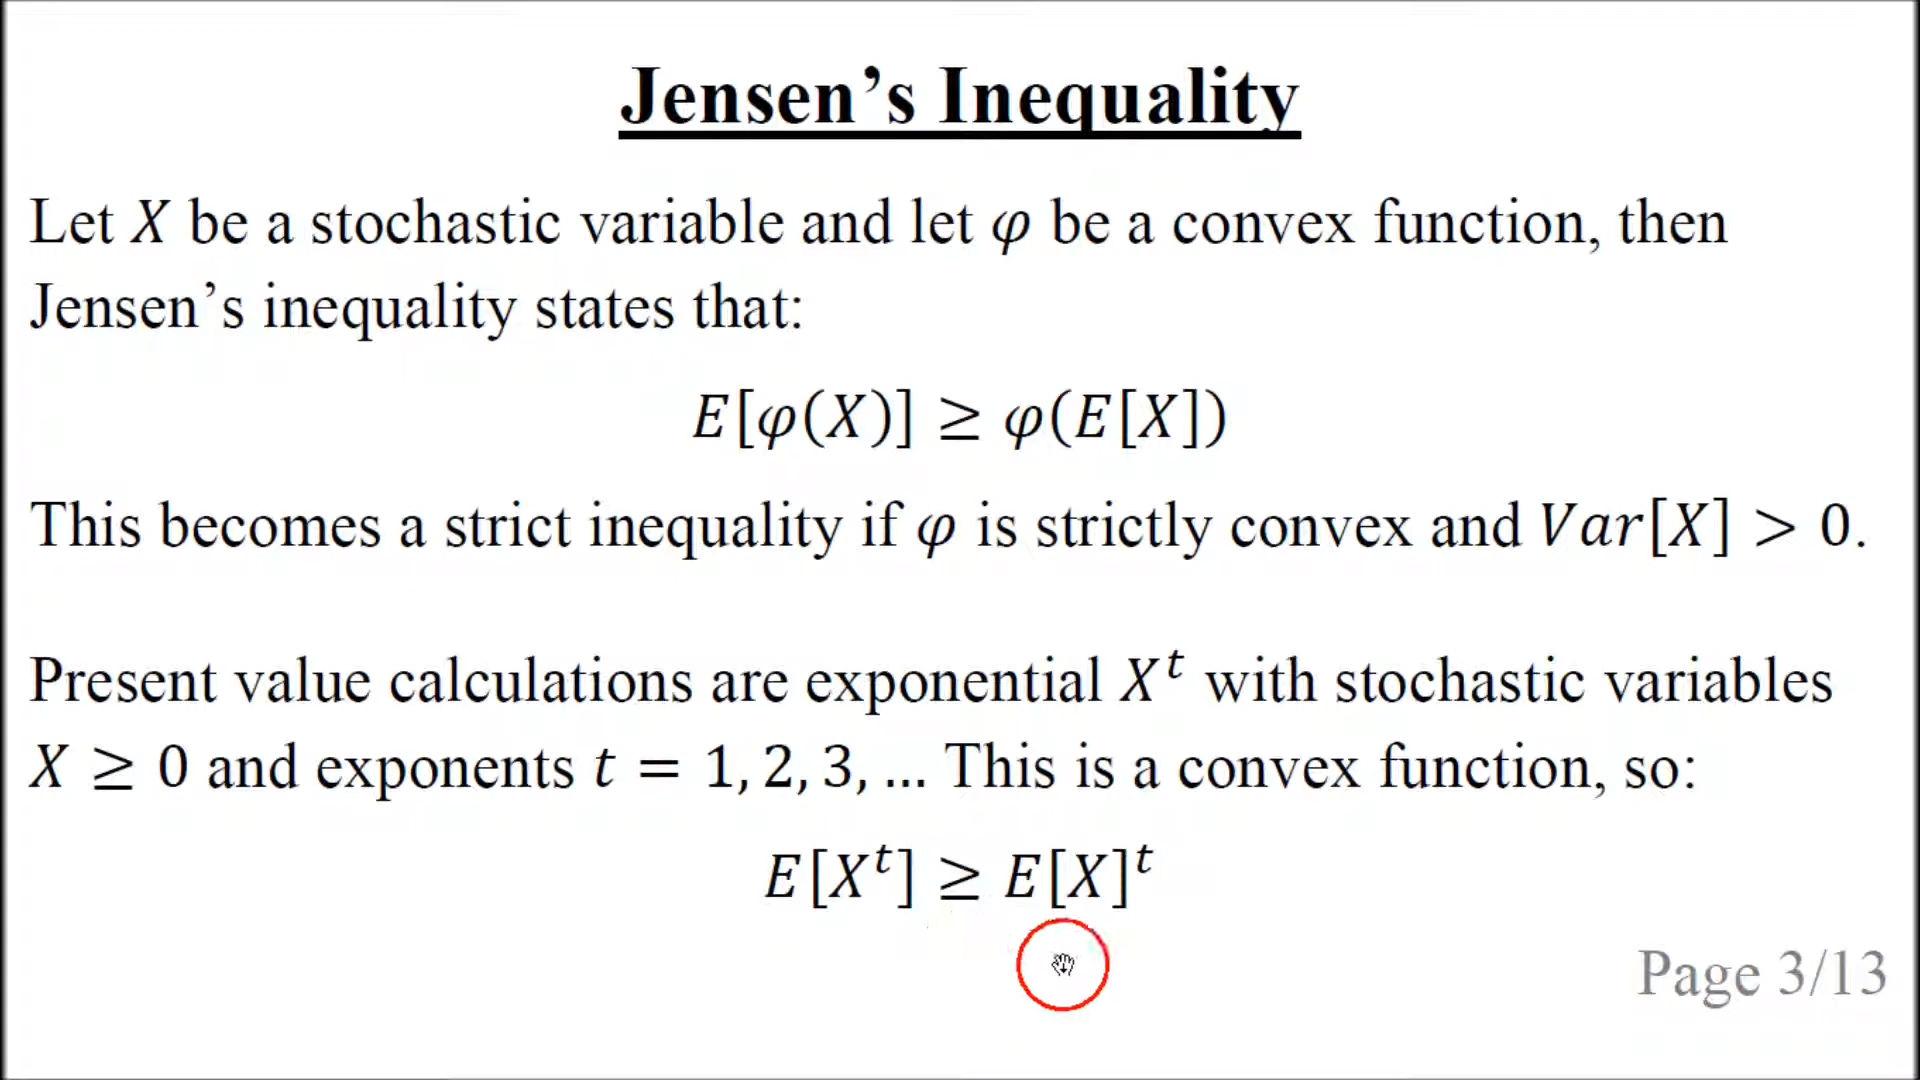 Jensen’s Inequality
Let X be a stochastic variable and let φ be a convex function, then
Jensen’s inequality states that:
E[φ(X)] ≥ φ(E[X])
This becomes a strict inequality if φ is strictly convex and Var[X] > 0.
Present value calculations are exponential Xᵗ with stochastic variables
X ≥ 0 and exponents t = 1, 2, 3, … This is a convex function, so:
E[Xᵗ] ≥ E[X]ᵗ
Page 3/13